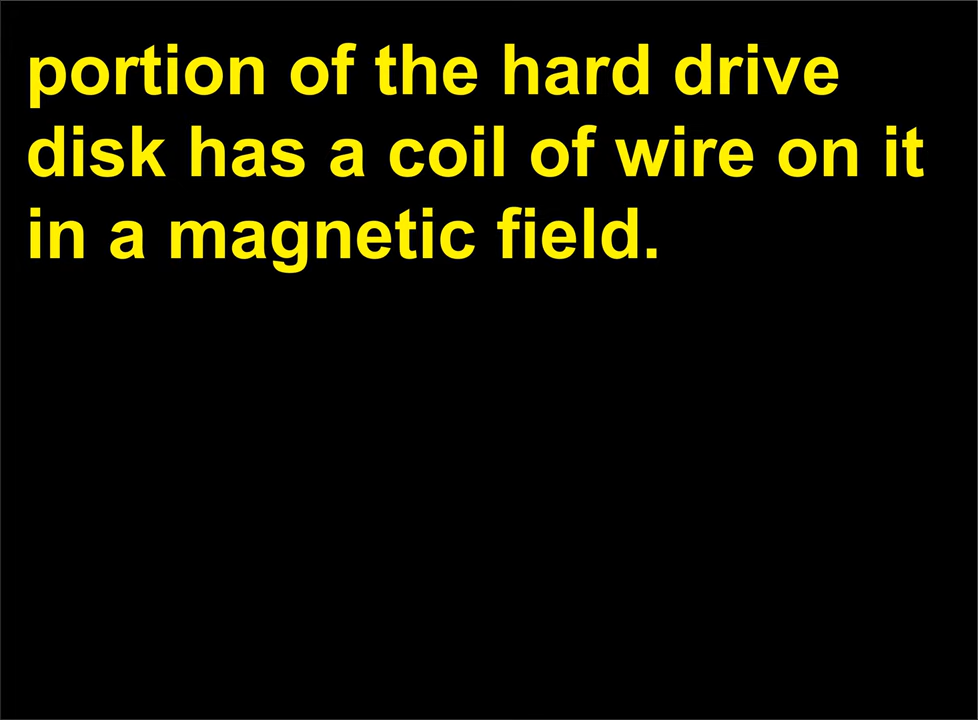 portion of the hard drive
disk has a coil of wire on it
in a magnetic field.